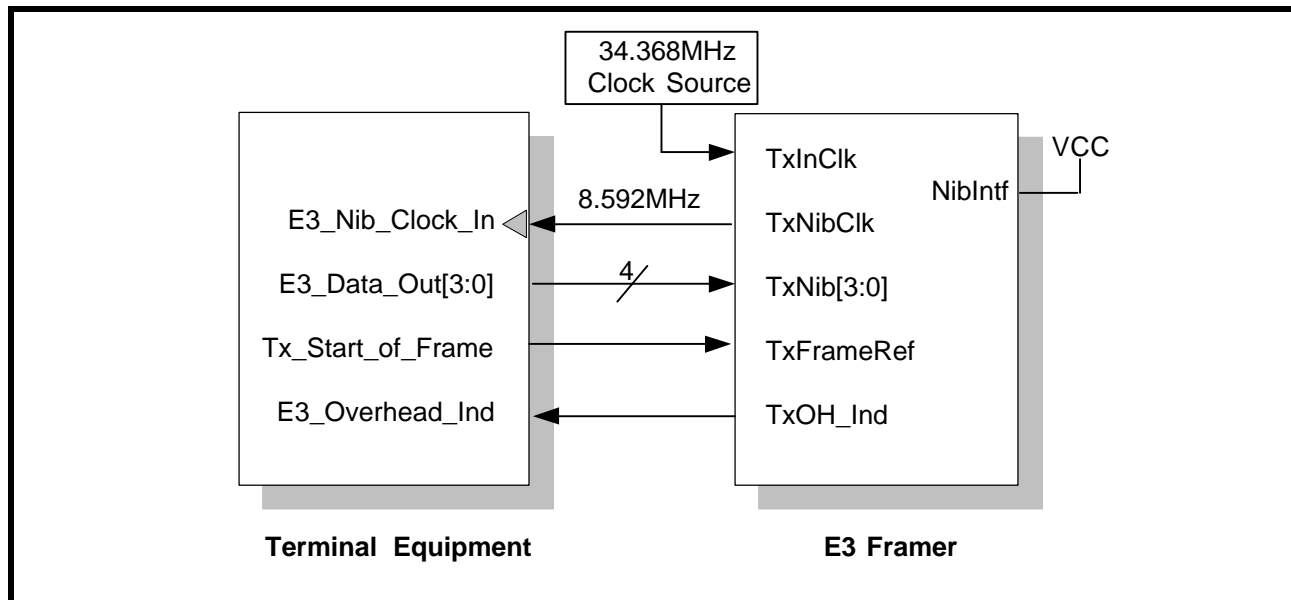 34.368MHz
Clock Source
TxInClk
VCC
NibIntf
8.592MHz
E3_Nib_Clock_In
TxNibClk
E3_Data_Out[3:0]
4
TxNib[3:0]
Tx_Start_of_Frame
TxFrameRef
E3_Overhead_Ind
TxOH_Ind
Terminal Equipment
E3 Framer